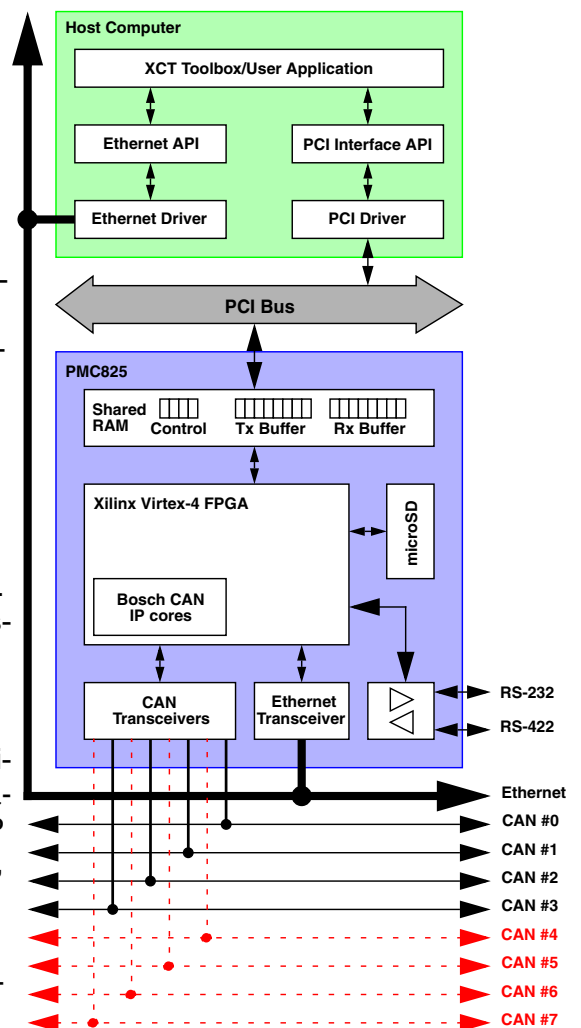 Host Computer
XCT Toolbox/User Application
Ethernet API
PCI Interface API
Ethernet Driver
PCI Driver
PCI Bus
PMC825
Shared
RAM
Control
Tx Buffer
Rx Buffer
Xilinx Virtex-4 FPGA
microSD
Bosch CAN
IP cores
CAN
Transceivers
Ethernet
Transceiver
RS-232
RS-422
Ethernet
CAN #0
CAN #1
CAN #2
CAN #3
CAN #4
CAN #5
CAN #6
CAN #7